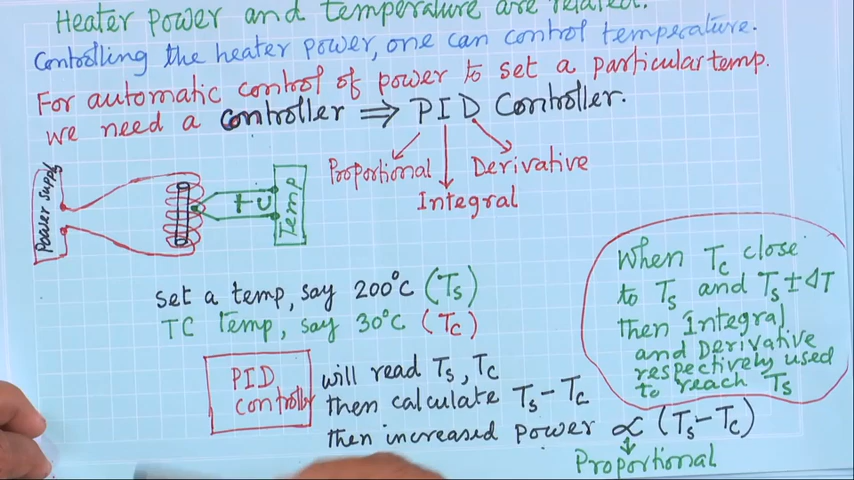 Heater power and temperature are related.
Controlling the heater power, one can control temperature.
For automatic control of power to set a particular temp.
we need a controller ⇒ PID Controller.
Proportional
Integral
Derivative
Power Supply
TC
Temp
set a temp, say 200°C (Ts)
TC Temp, say 30°C (Tc)
PID
controller
will read Ts, Tc
then calculate Ts - Tc
then increased power ∝ (Ts - Tc)
Proportional
When Tc close
to Ts and Ts ± ΔT
then Integral
and Derivative
respectively used
to reach Ts